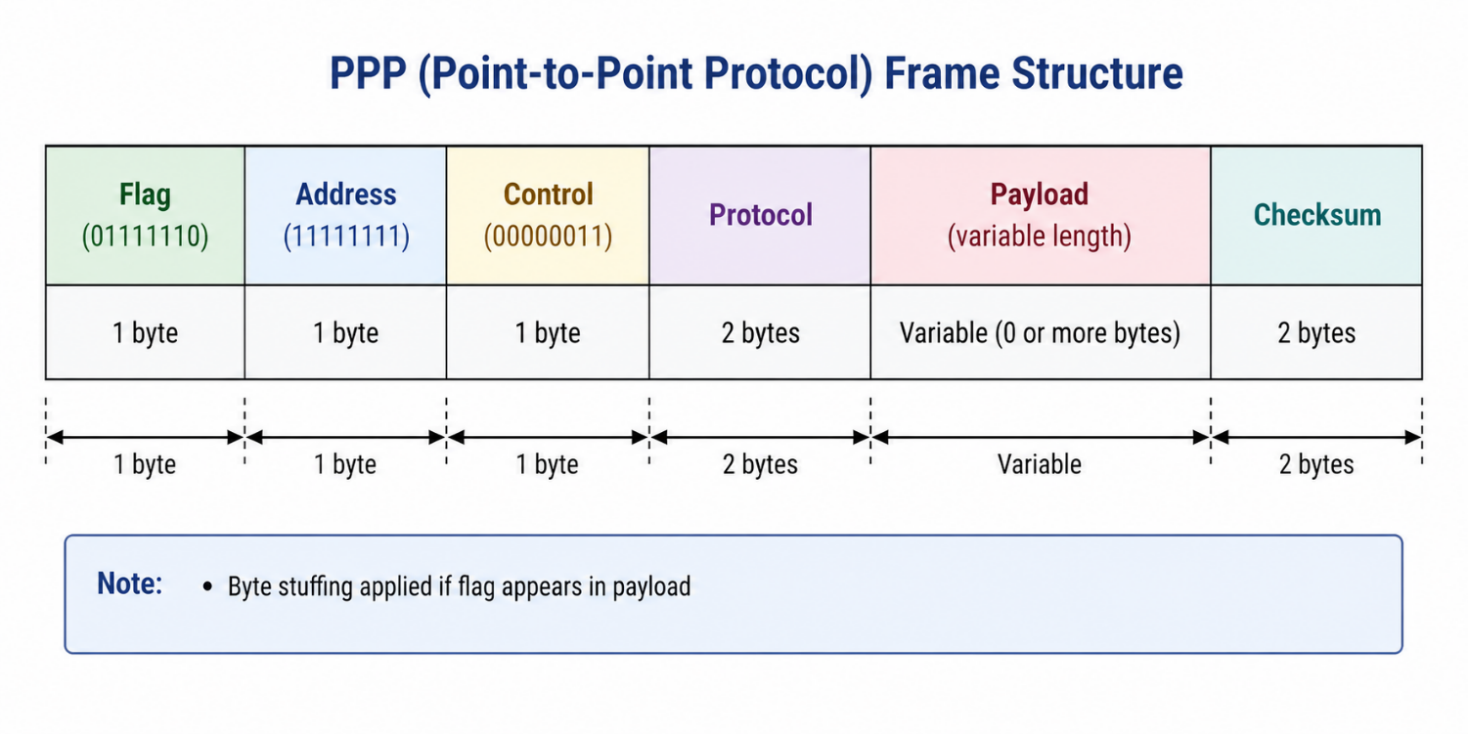 PPP (Point-to-Point Protocol) Frame Structure
Flag
(01111110)
Address
(11111111)
Control
(00000011)
Protocol
Payload
(variable length)
Checksum
1 byte
1 byte
1 byte
2 bytes
Variable (0 or more bytes)
2 bytes
1 byte
1 byte
1 byte
2 bytes
Variable
2 bytes
Note: • Byte stuffing applied if flag appears in payload